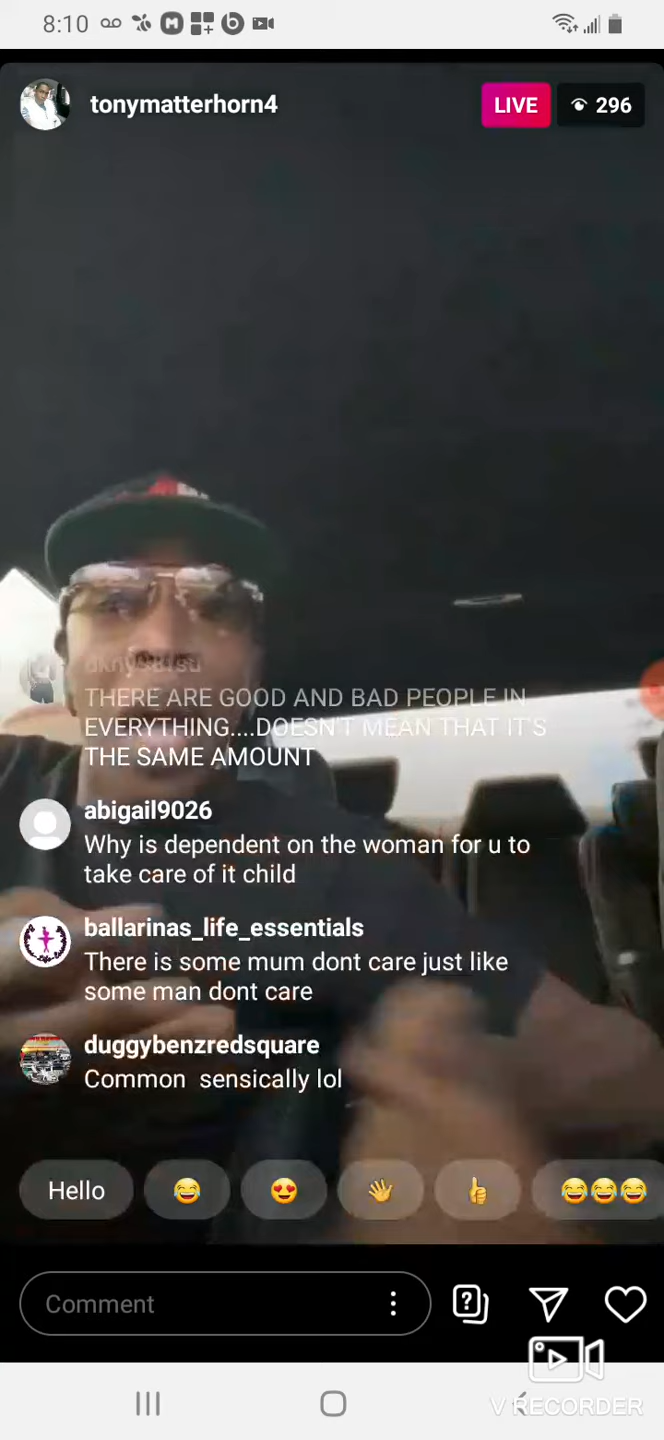 8:10
tonymatterhorn4
LIVE
296
THERE ARE GOOD AND BAD PEOPLE IN
EVERYTHING....DOESN'T MEAN THAT IT'S
THE SAME AMOUNT
abigail9026
Why is dependent on the woman for u to
take care of it child
ballarinas_life_essentials
There is some mum dont care just like
some man dont care
duggybenzredsquare
Common sensically lol
Hello 😂 😍 👋 👍 😂😂😂
Comment
V RECORDER